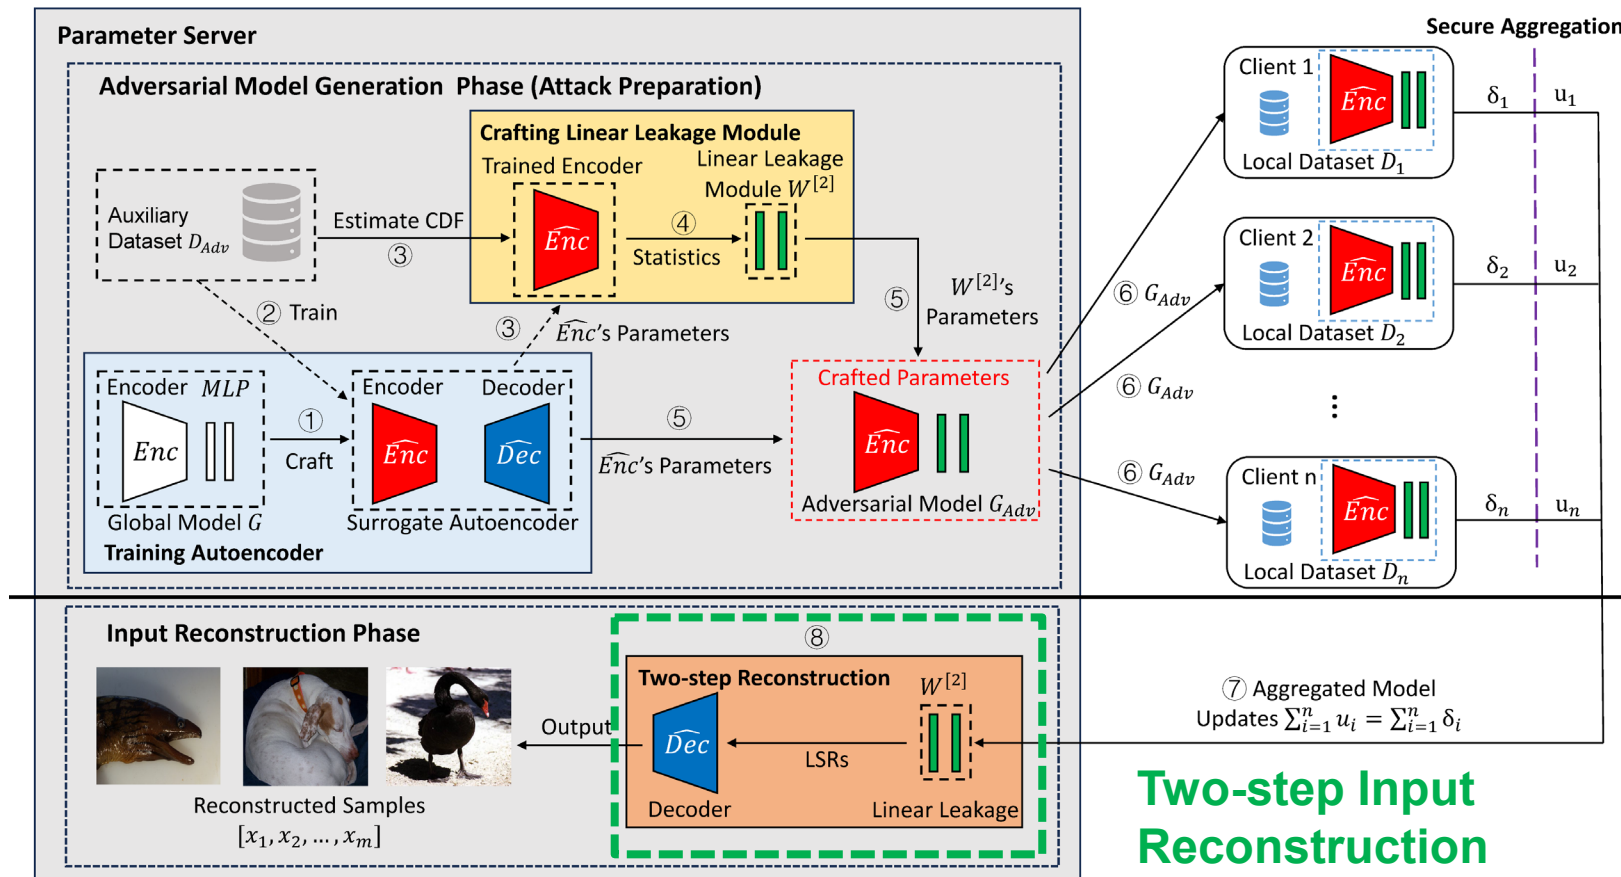 Parameter Server
Adversarial Model Generation Phase (Attack Preparation)
Crafting Linear Leakage Module
Trained Encoder
Linear Leakage
Module W^[2]
Auxiliary
Dataset D_Adv
Estimate CDF
③
Enc^
④
Statistics
② Train
③
Enc^'s Parameters
⑤
W^[2]'s
Parameters
Encoder MLP
Enc
Global Model G
①
Craft
Encoder Decoder
Enc^
Dec^
Surrogate Autoencoder
Training Autoencoder
⑤
Enc^'s Parameters
Crafted Parameters
Enc^
Adversarial Model G_Adv
⑥ G_Adv
⑥ G_Adv
⑥ G_Adv
Secure Aggregation
Client 1
Enc^
Local Dataset D_1
δ_1 u_1
Client 2
Enc^
Local Dataset D_2
δ_2 u_2
⋮
Client n
Enc^
Local Dataset D_n
δ_n u_n
⑦ Aggregated Model
Updates ∑_{i=1}^{n} u_i = ∑_{i=1}^{n} δ_i
Input Reconstruction Phase
⑧
Two-step Reconstruction
W^[2]
Dec^
LSRs
Decoder
Linear Leakage
Output
Reconstructed Samples
[x_1, x_2, … , x_m]
Two-step Input
Reconstruction